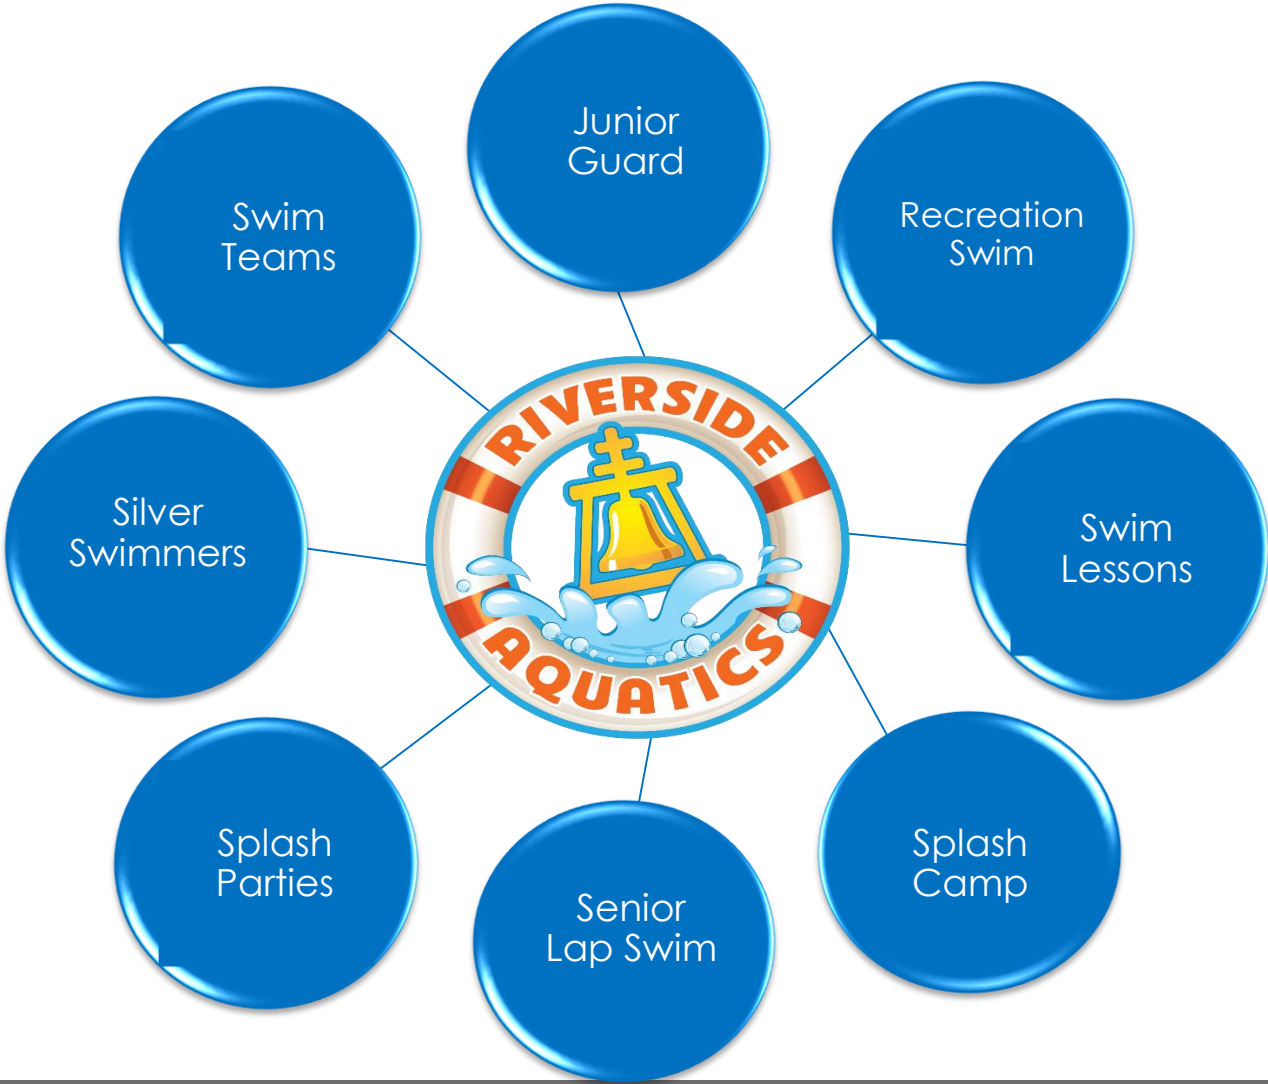 Junior
Guard
Swim
Teams
Recreation
Swim
RIVERSIDE
AQUATICS
Silver
Swimmers
Swim
Lessons
Splash
Parties
Splash
Camp
Senior
Lap Swim